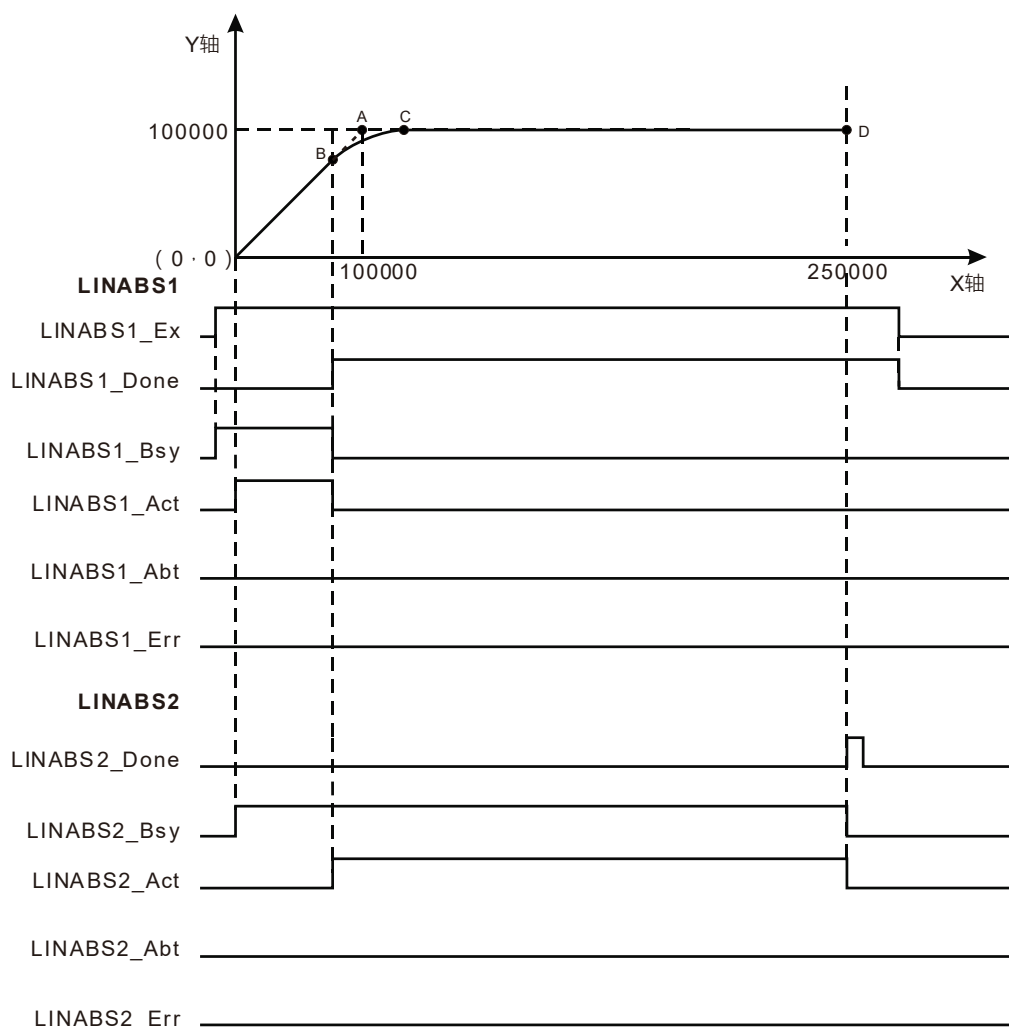 Y轴
A
C
100000
D
B
( 0 · 0 )
100000
250000
X轴
LINABS1
LINABS1_Ex
LINABS1_Done
LINABS1_Bsy
LINABS1_Act
LINABS1_Abt
LINABS1_Err
LINABS2
LINABS2_Done
LINABS2_Bsy
LINABS2_Act
LINABS2_Abt
LINABS2_Err